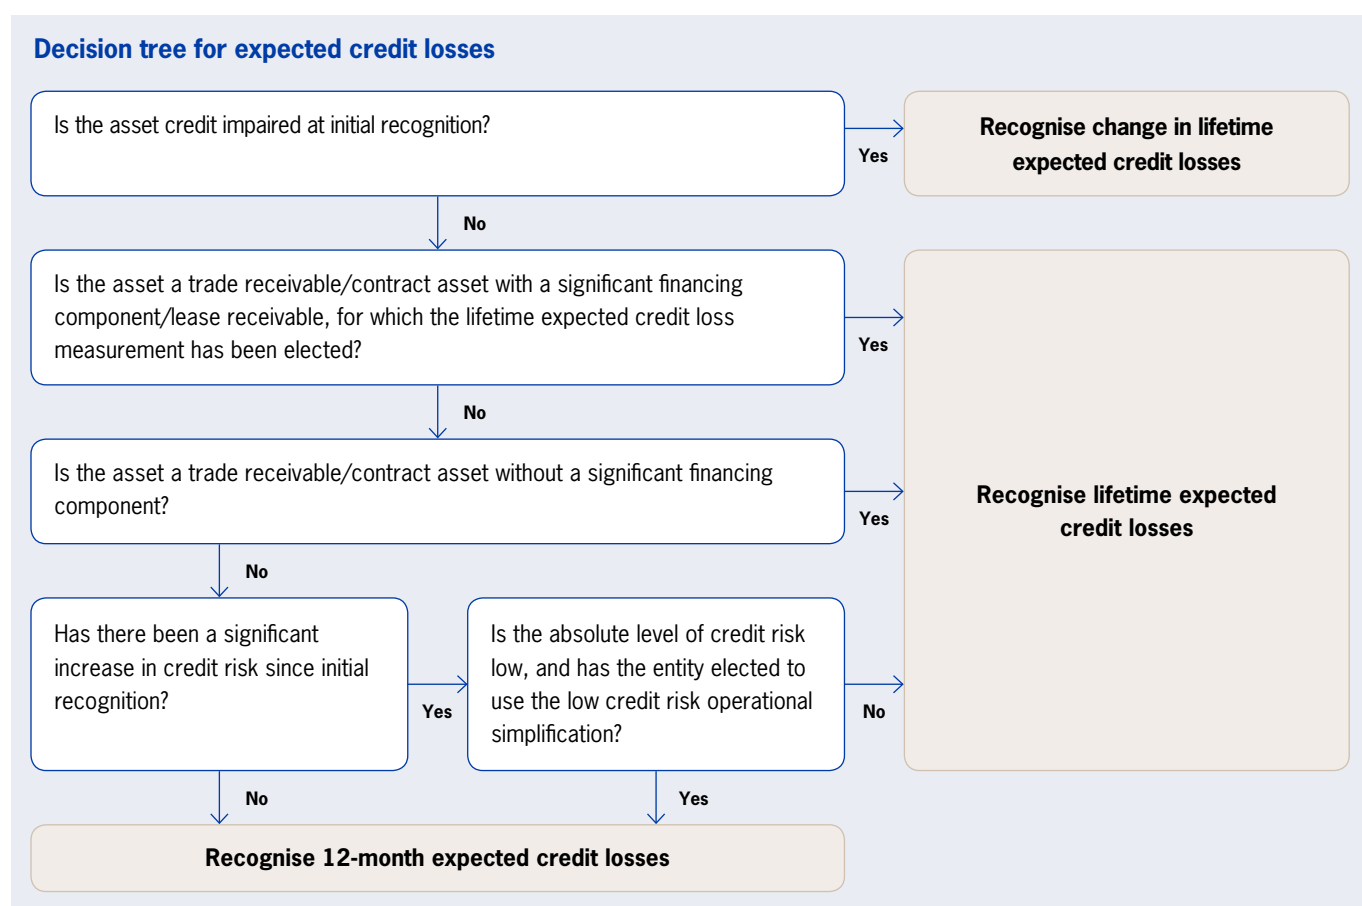 Decision tree for expected credit losses
Is the asset credit impaired at initial recognition?
Yes
Recognise change in lifetime
expected credit losses
No
Is the asset a trade receivable/contract asset with a significant financing
component/lease receivable, for which the lifetime expected credit loss
measurement has been elected?
Yes
No
Is the asset a trade receivable/contract asset without a significant financing
component?
Yes
Recognise lifetime expected
credit losses
No
Has there been a significant
increase in credit risk since initial
recognition?
Yes
Is the absolute level of credit risk
low, and has the entity elected to
use the low credit risk operational
simplification?
No
No
Yes
Recognise 12-month expected credit losses